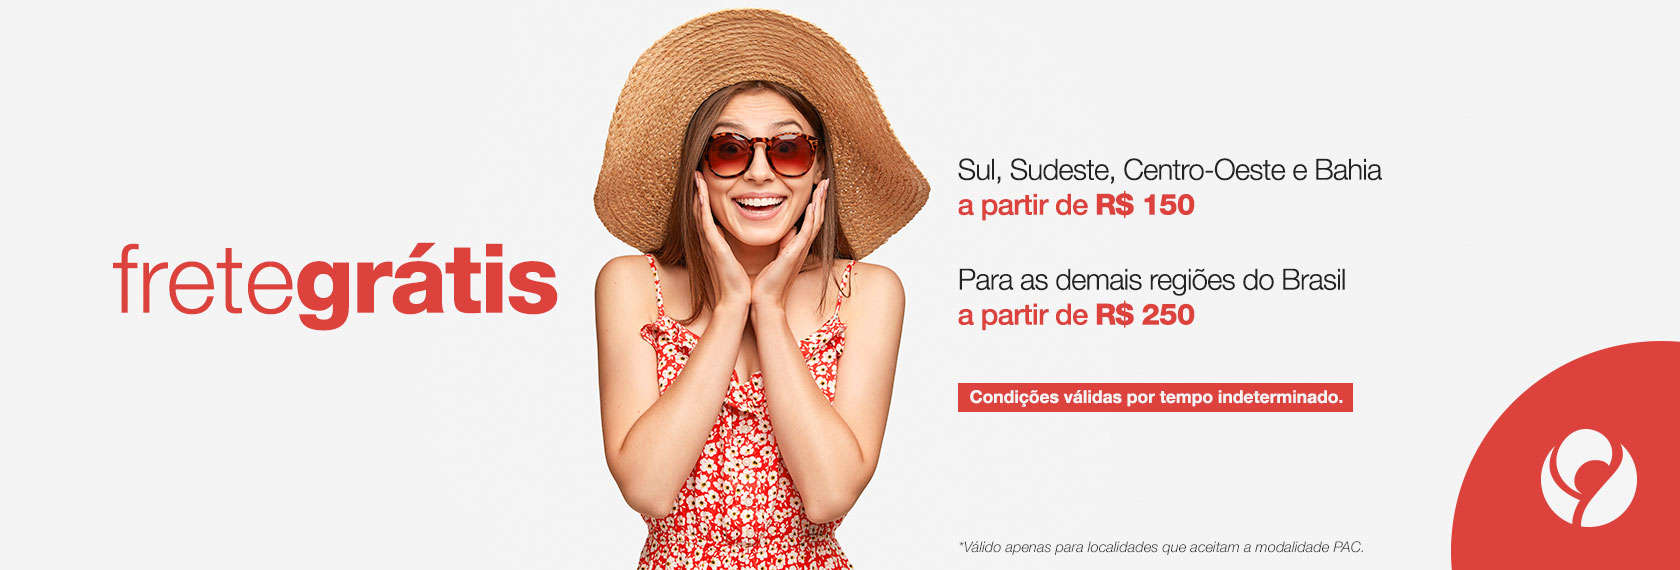 fretegrátis
Sul, Sudeste, Centro-Oeste e Bahia
a partir de R$ 150
Para as demais regiões do Brasil
a partir de R$ 250
Condições válidas por tempo indeterminado.
*Válido apenas para localidades que aceitam a modalidade PAC.